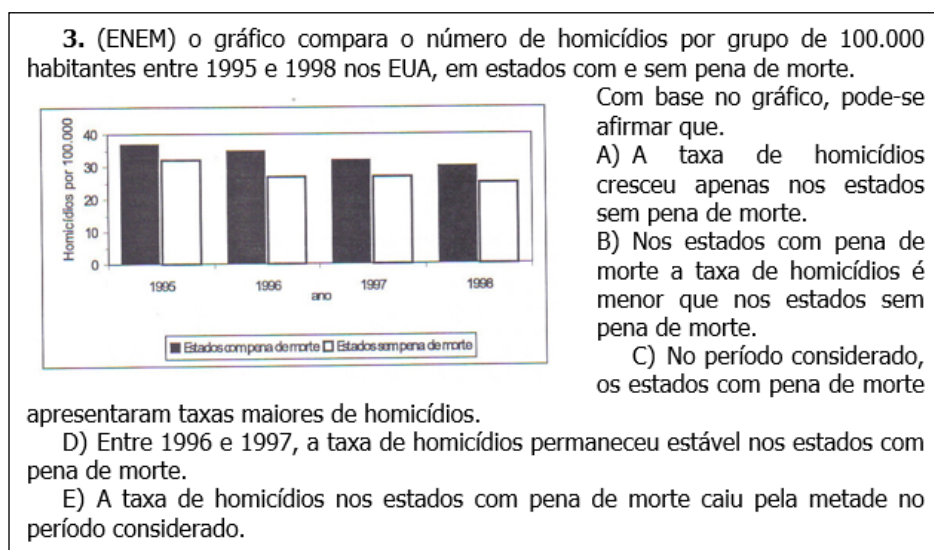 3. (ENEM) o gráfico compara o número de homicídios por grupo de 100.000
habitantes entre 1995 e 1998 nos EUA, em estados com e sem pena de morte.
Homicídios por 100.000
40
30
20
10
0
1995 1996 1997 1998
ano
Estados com pena de morte Estados sem pena de morte
Com base no gráfico, pode-se
afirmar que.
A) A taxa de homicídios
cresceu apenas nos estados
sem pena de morte.
B) Nos estados com pena de
morte a taxa de homicídios é
menor que nos estados sem
pena de morte.
C) No período considerado,
os estados com pena de morte
apresentaram taxas maiores de homicídios.
D) Entre 1996 e 1997, a taxa de homicídios permaneceu estável nos estados com
pena de morte.
E) A taxa de homicídios nos estados com pena de morte caiu pela metade no
período considerado.